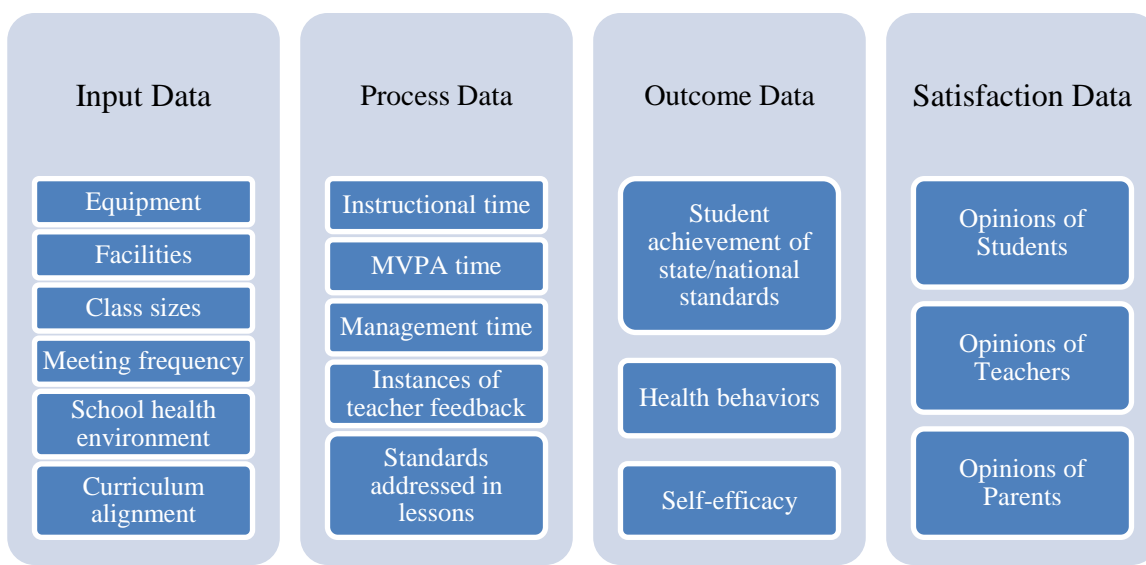 Input Data
Equipment
Facilities
Class sizes
Meeting frequency
School health
environment
Curriculum
alignment
Process Data
Instructional time
MVPA time
Management time
Instances of
teacher feedback
Standards
addressed in
lessons
Outcome Data
Student
achievement of
state/national
standards
Health behaviors
Self-efficacy
Satisfaction Data
Opinions of
Students
Opinions of
Teachers
Opinions of
Parents